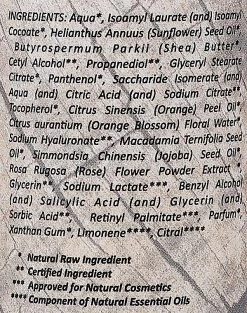 INGREDIENTS: Aqua*, Isoamyl Laurate (and) Isoamyl
Cocoate*, Helianthus Annuus (Sunflower) Seed Oil*,
Butyrospermum Parkii (Shea) Butter*,
Cetyl Alcohol**, Propanediol**, Glyceryl Stearate
Citrate*, Panthenol*, Saccharide Isomerate (and)
Aqua (and) Citric Acid (and) Sodium Citrate**,
Tocopherol*, Citrus Sinensis (Orange) Peel Oil*,
Citrus aurantium (Orange Blossom) Floral Water*,
Sodium Hyaluronate**, Macadamia Ternifolia Seed
Oil*, Simmondsia Chinensis (Jojoba) Seed Oil*,
Rosa Rugosa (Rose) Flower Powder Extract*,
Glycerin**, Sodium Lactate***, Benzyl Alcohol
(and) Salicylic Acid (and) Glycerin (and)
Sorbic Acid**, Retinyl Palmitate***, Parfum*,
Xanthan Gum*, Limonene****, Citral****
* Natural Raw Ingredient
** Certified Ingredient
*** Approved for Natural Cosmetics
**** Component of Natural Essential Oils